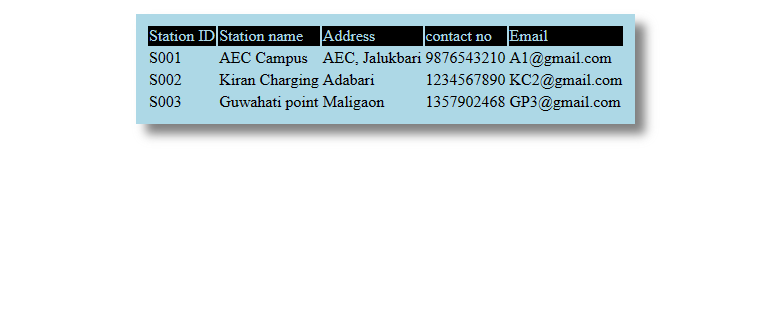 Station ID Station name Address contact no Email
S001 AEC Campus AEC, Jalukbari 9876543210 A1@gmail.com
S002 Kiran Charging Adabari 1234567890 KC2@gmail.com
S003 Guwahati point Maligaon 1357902468 GP3@gmail.com